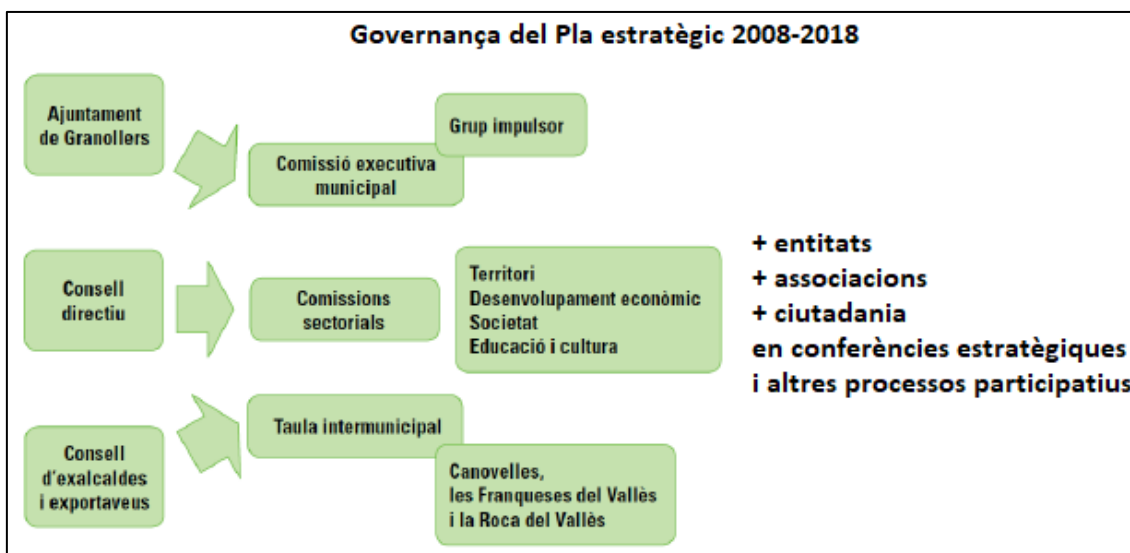 Governança del Pla estratègic 2008-2018
Ajuntament
de Granollers
Grup impulsor
Comissió executiva
municipal
Consell
directiu
Comissions
sectorials
Territori
Desenvolupament econòmic
Societat
Educació i cultura
+ entitats
+ associacions
+ ciutadania
en conferències estratègiques
i altres processos participatius
Consell
d'exalcaldes
i exportaveus
Taula intermunicipal
Canovelles,
les Franqueses del Vallès
i la Roca del Vallès